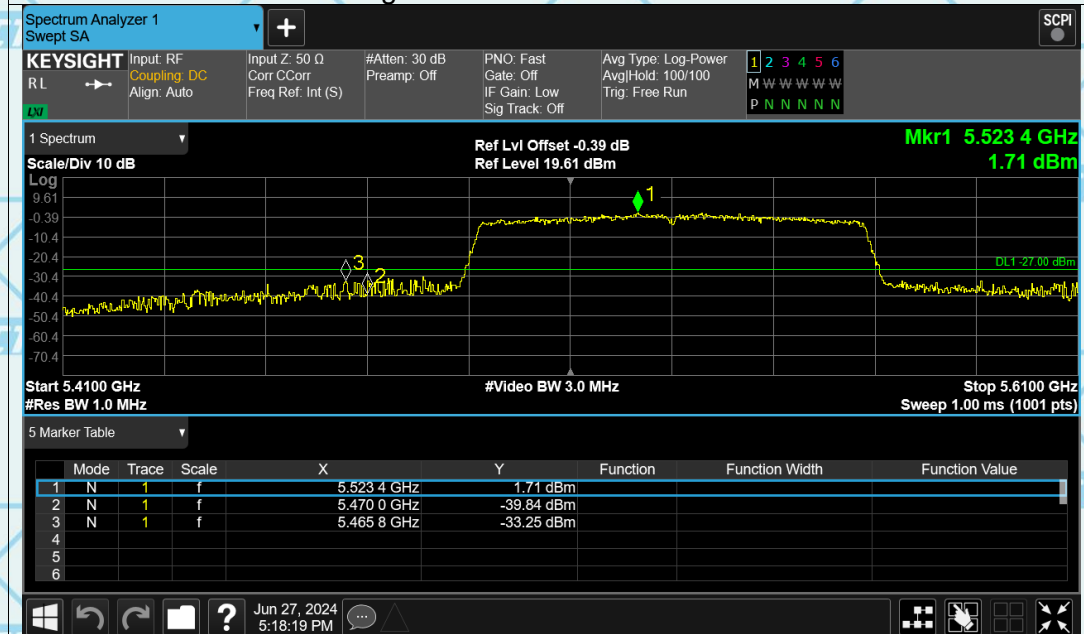 Spectrum Analyzer 1
Swept SA
+
SCPI
KEYSIGHT
RL
LXI
Input: RF
Coupling: DC
Align: Auto
Input Z: 50 Ω
Corr CCorr
Freq Ref: Int (S)
#Atten: 30 dB
Preamp: Off
PNO: Fast
Gate: Off
IF Gain: Low
Sig Track: Off
Avg Type: Log-Power
Avg|Hold: 100/100
Trig: Free Run
1 2 3 4 5 6
M W W W W W
P N N N N N
1 Spectrum
Scale/Div 10 dB
Ref Lvl Offset -0.39 dB
Ref Level 19.61 dBm
Mkr1 5.523 4 GHz
1.71 dBm
Log
9.61
-0.39
-10.4
-20.4
-30.4
-40.4
-50.4
-60.4
-70.4
1
3
2
DL1 -27.00 dBm
Start 5.4100 GHz
#Video BW 3.0 MHz
Stop 5.6100 GHz
#Res BW 1.0 MHz
Sweep 1.00 ms (1001 pts)
5 Marker Table
Mode Trace Scale X Y Function Function Width Function Value
1 N 1 f 5.523 4 GHz 1.71 dBm
2 N 1 f 5.470 0 GHz -39.84 dBm
3 N 1 f 5.465 8 GHz -33.25 dBm
4
5
6
?
Jun 27, 2024
5:18:19 PM